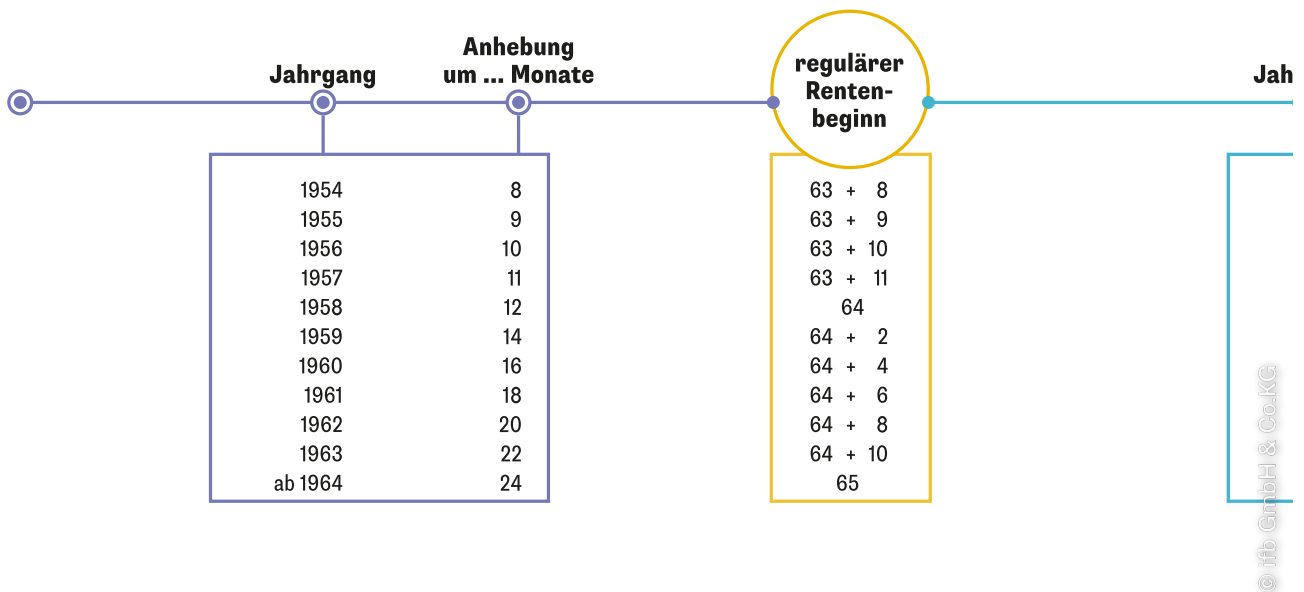 Jahrgang
Anhebung
um ... Monate
regulärer
Renten-
beginn
Jah
1954 8 63 + 8
1955 9 63 + 9
1956 10 63 + 10
1957 11 63 + 11
1958 12 64
1959 14 64 + 2
1960 16 64 + 4
1961 18 64 + 6
1962 20 64 + 8
1963 22 64 + 10
ab 1964 24 65
© ifb GmbH & Co.KG